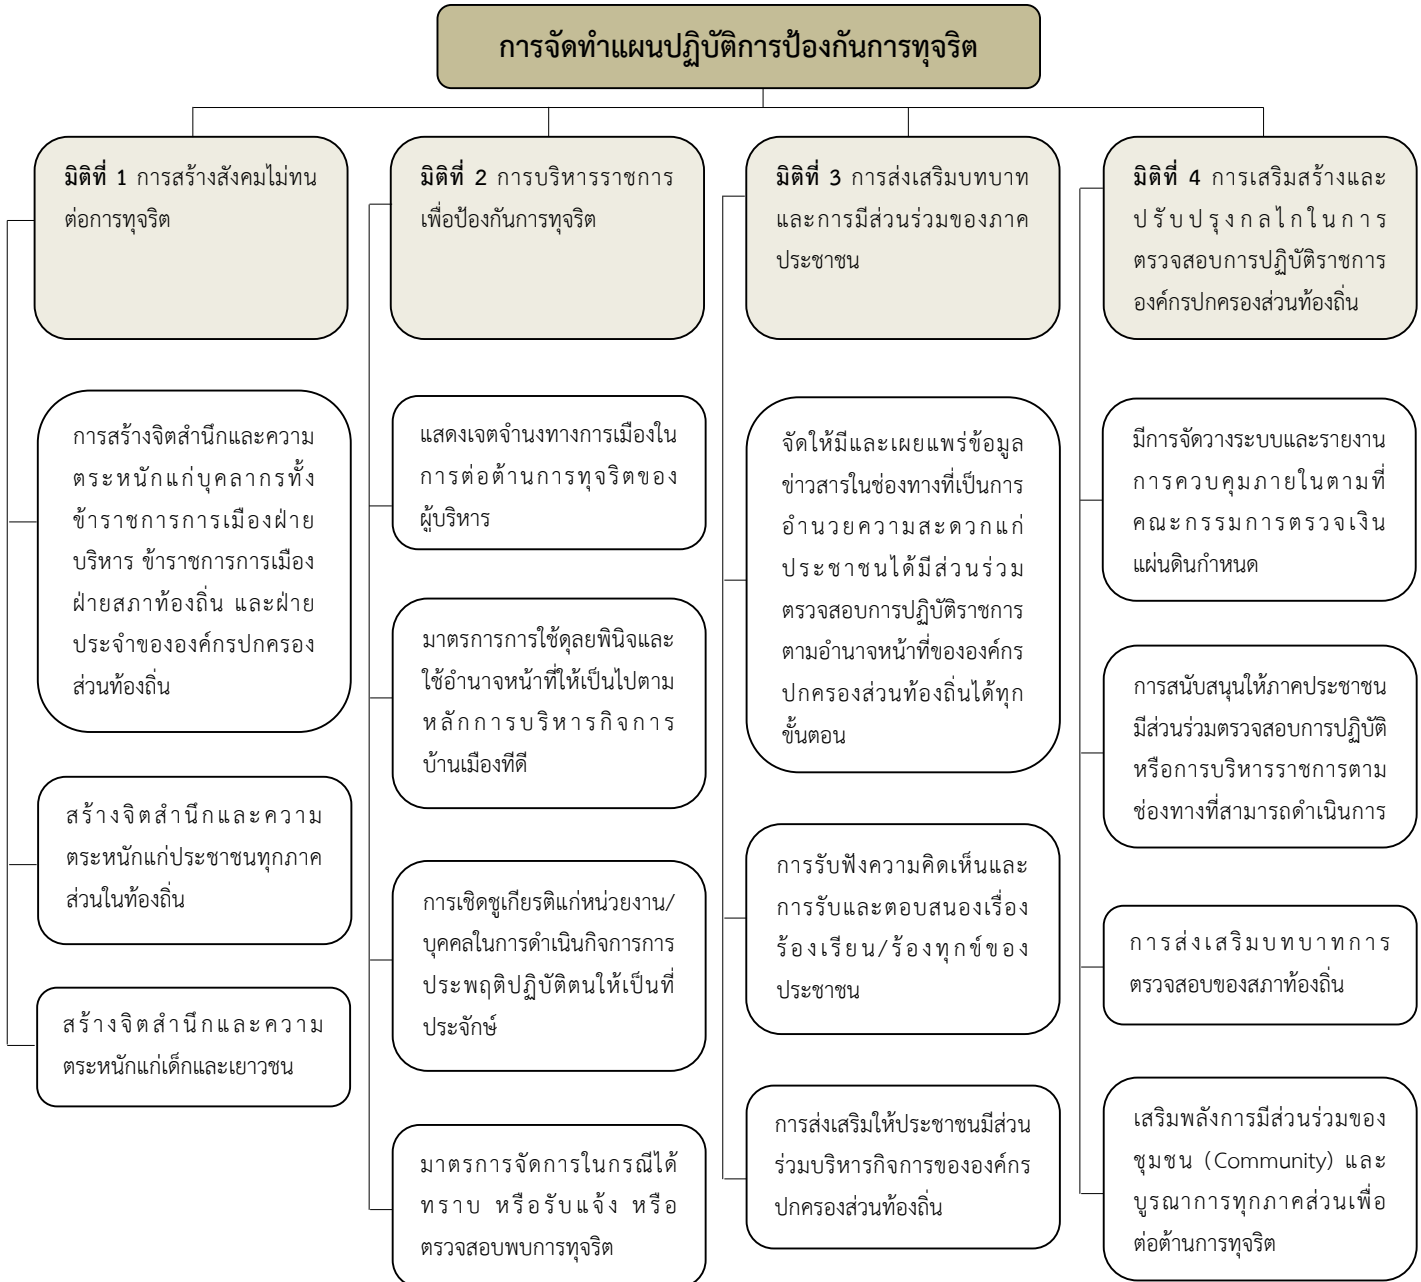 การจัดทำแผนปฏิบัติการป้องกันการทุจริต
มิติที่ 1 การสร้างสังคมไม่ทน
ต่อการทุจริต
การสร้างจิตสำนึกและความ
ตระหนักแก่บุคลากรทั้ง
ข้าราชการการเมืองฝ่าย
บริหาร ข้าราชการการเมือง
ฝ่ายสภาท้องถิ่น และฝ่าย
ประจำขององค์กรปกครอง
ส่วนท้องถิ่น
สร้างจิตสำนึกและความ
ตระหนักแก่ประชาชนทุกภาค
ส่วนในท้องถิ่น
สร้างจิตสำนึกและความ
ตระหนักแก่เด็กและเยาวชน
มิติที่ 2 การบริหารราชการ
เพื่อป้องกันการทุจริต
แสดงเจตจำนงทางการเมืองใน
การต่อต้านการทุจริตของ
ผู้บริหาร
มาตรการการใช้ดุลยพินิจและ
ใช้อำนาจหน้าที่ให้เป็นไปตาม
หลักการบริหารกิจการ
บ้านเมืองทีดี
การเชิดชูเกียรติแก่หน่วยงาน/
บุคคลในการดำเนินกิจการการ
ประพฤติปฏิบัติตนให้เป็นที่
ประจักษ์
มาตรการจัดการในกรณีได้
ทราบ หรือรับแจ้ง หรือ
ตรวจสอบพบการทุจริต
มิติที่ 3 การส่งเสริมบทบาท
และการมีส่วนร่วมของภาค
ประชาชน
จัดให้มีและเผยแพร่ข้อมูล
ข่าวสารในช่องทางที่เป็นการ
อำนวยความสะดวกแก่
ประชาชนได้มีส่วนร่วม
ตรวจสอบการปฏิบัติราชการ
ตามอำนาจหน้าที่ขององค์กร
ปกครองส่วนท้องถิ่นได้ทุก
ขั้นตอน
การรับฟังความคิดเห็นและ
การรับและตอบสนองเรื่อง
ร้องเรียน/ร้องทุกข์ของ
ประชาชน
การส่งเสริมให้ประชาชนมีส่วน
ร่วมบริหารกิจการขององค์กร
ปกครองส่วนท้องถิ่น
มิติที่ 4 การเสริมสร้างและ
ปรับปรุงกลไกในการ
ตรวจสอบการปฏิบัติราชการ
องค์กรปกครองส่วนท้องถิ่น
มีการจัดวางระบบและรายงาน
การควบคุมภายในตามที่
คณะกรรมการตรวจเงิน
แผ่นดินกำหนด
การสนับสนุนให้ภาคประชาชน
มีส่วนร่วมตรวจสอบการปฏิบัติ
หรือการบริหารราชการตาม
ช่องทางที่สามารถดำเนินการ
การส่งเสริมบทบาทการ
ตรวจสอบของสภาท้องถิ่น
เสริมพลังการมีส่วนร่วมของ
ชุมชน (Community) และ
บูรณาการทุกภาคส่วนเพื่อ
ต่อต้านการทุจริต